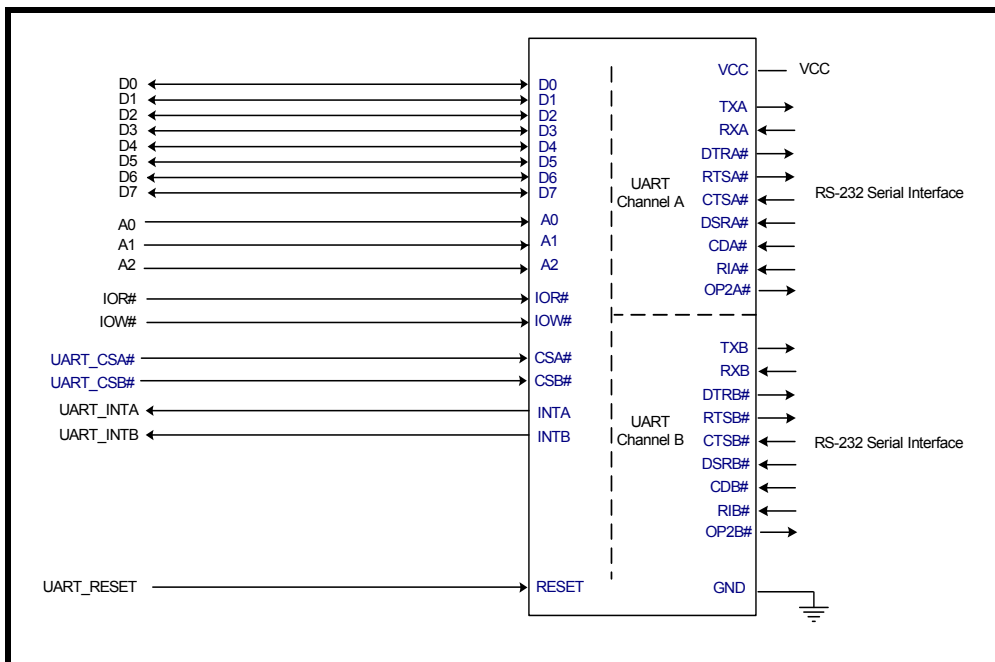 D0
D1
D2
D3
D4
D5
D6
D7
A0
A1
A2
IOR#
IOW#
UART_CSA#
UART_CSB#
UART_INTA
UART_INTB
UART_RESET
D0
D1
D2
D3
D4
D5
D6
D7
A0
A1
A2
IOR#
IOW#
CSA#
CSB#
INTA
INTB
RESET
UART
Channel A
UART
Channel B
VCC
TXA
RXA
DTRA#
RTSA#
CTSA#
DSRA#
CDA#
RIA#
OP2A#
TXB
RXB
DTRB#
RTSB#
CTSB#
DSRB#
CDB#
RIB#
OP2B#
GND
VCC
RS-232 Serial Interface
RS-232 Serial Interface